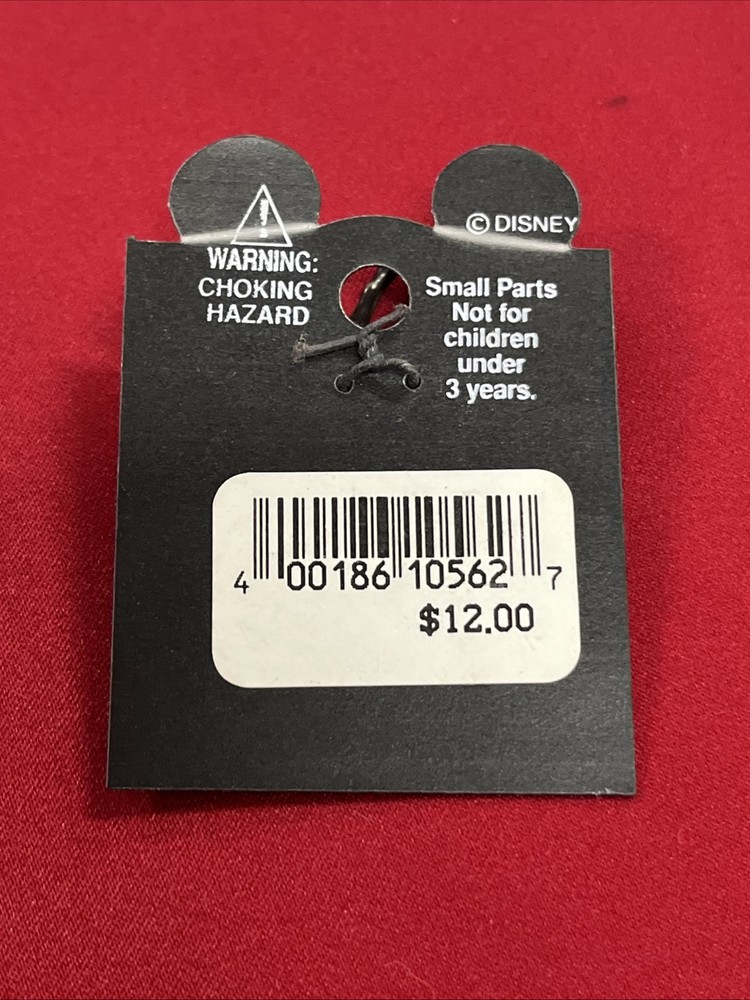 © DISNEY
WARNING:
CHOKING
HAZARD
Small Parts
Not for
children
under
3 years.
4 00186 10562 7
$12.00